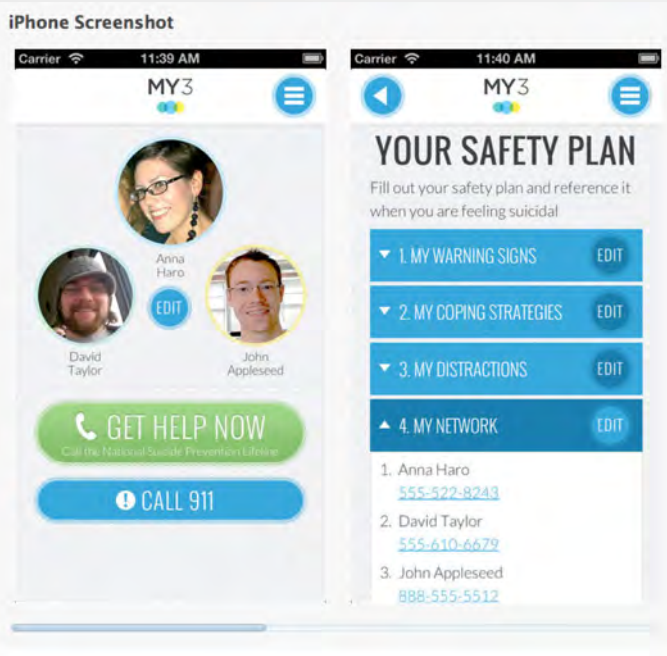 iPhone Screenshot
Carrier 11:39 AM
MY3
Anna
Haro
EDIT
David
Taylor
John
Appleseed
GET HELP NOW
Call the National Suicide Prevention Lifeline
CALL 911
Carrier 11:40 AM
MY3
YOUR SAFETY PLAN
Fill out your safety plan and reference it
when you are feeling suicidal
1. MY WARNING SIGNS EDIT
2. MY COPING STRATEGIES EDIT
3. MY DISTRACTIONS EDIT
4. MY NETWORK EDIT
1. Anna Haro
555-522-8243
2. David Taylor
555-610-6679
3. John Appleseed
888-555-5512